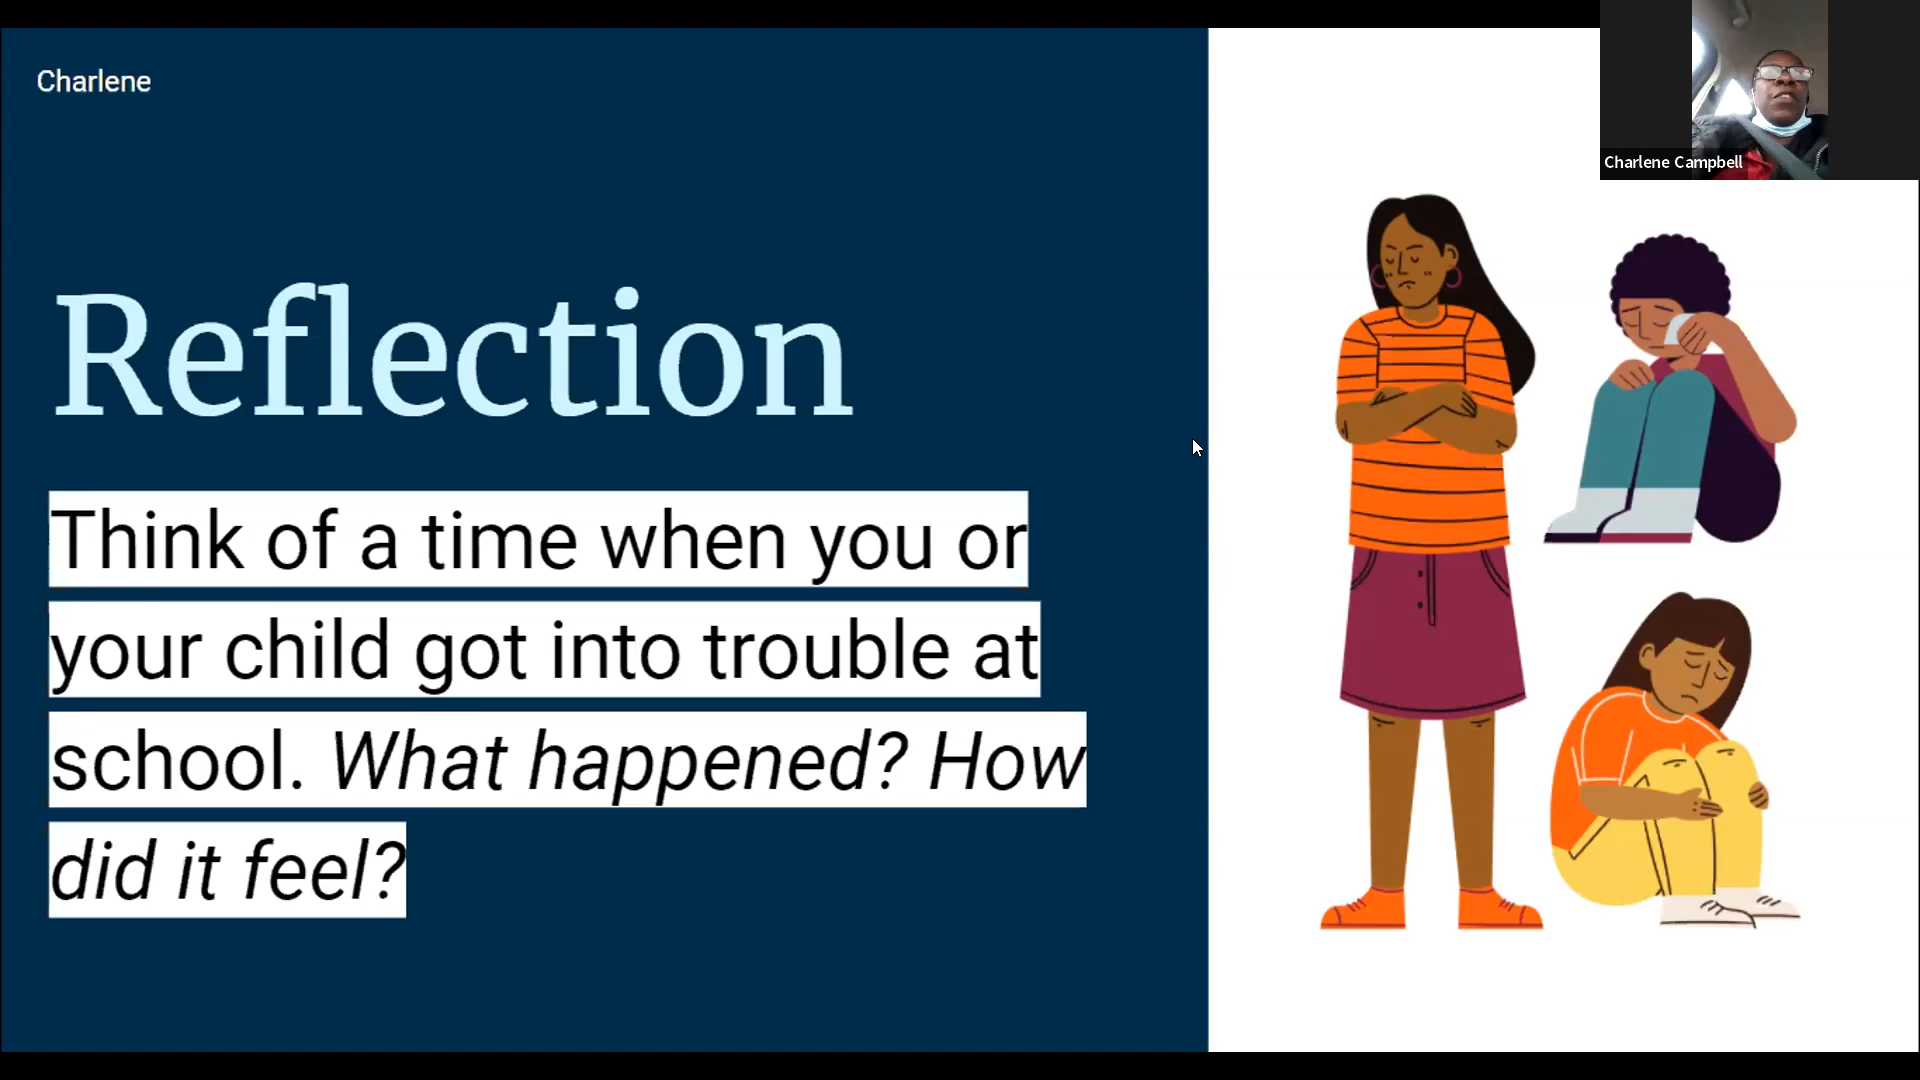 Charlene
Charlene Campbell
Reflection
Think of a time when you or
your child got into trouble at
school. What happened? How
did it feel?